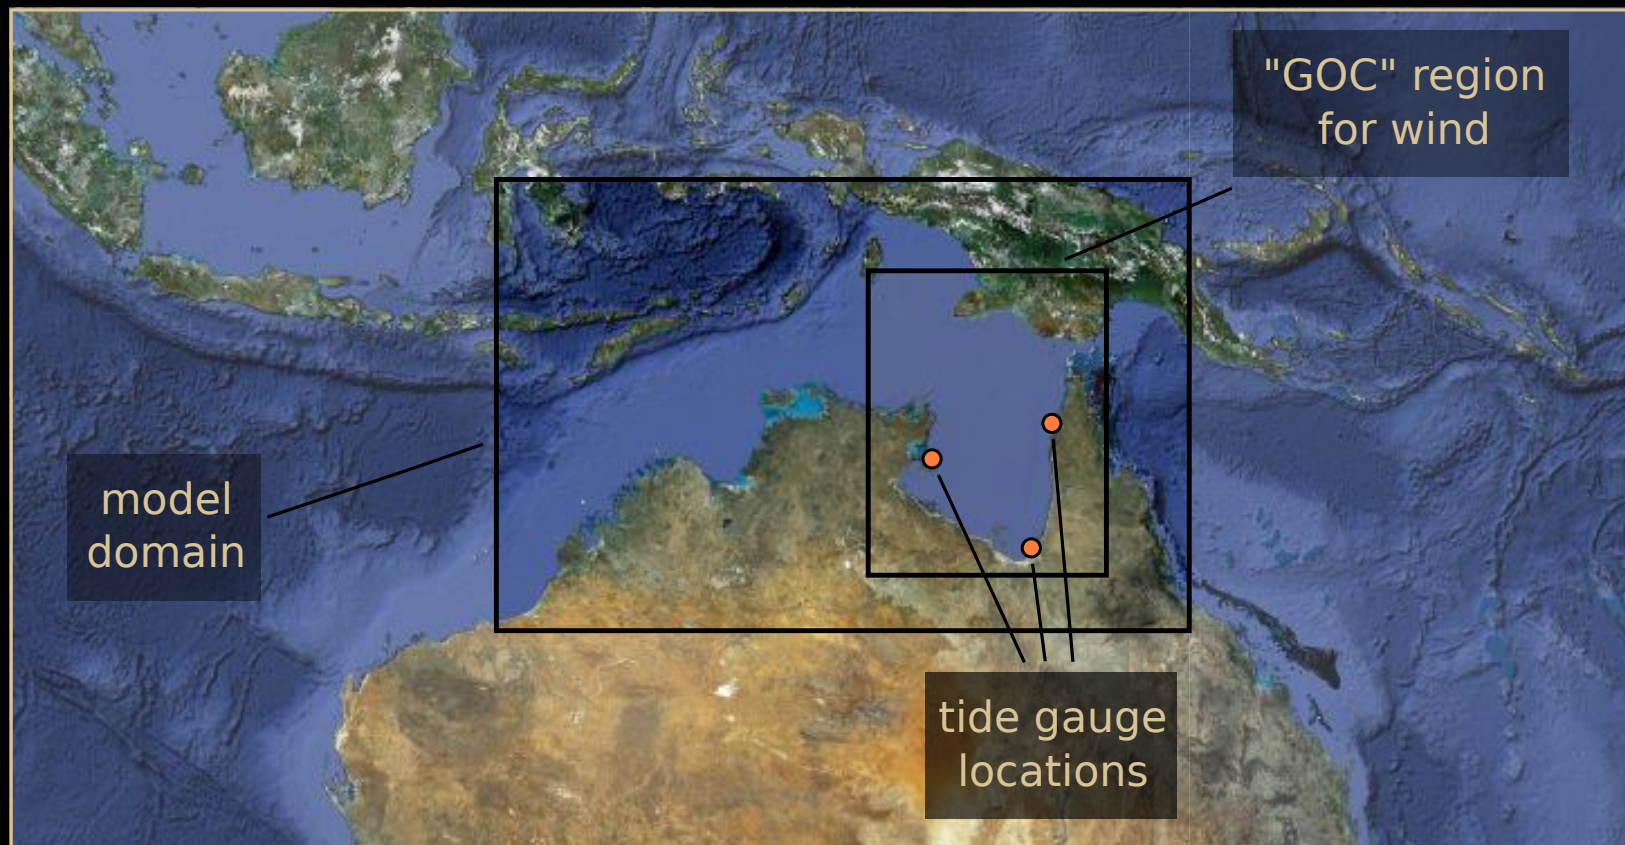 "GOC" region
for wind
model
domain
tide gauge
locations